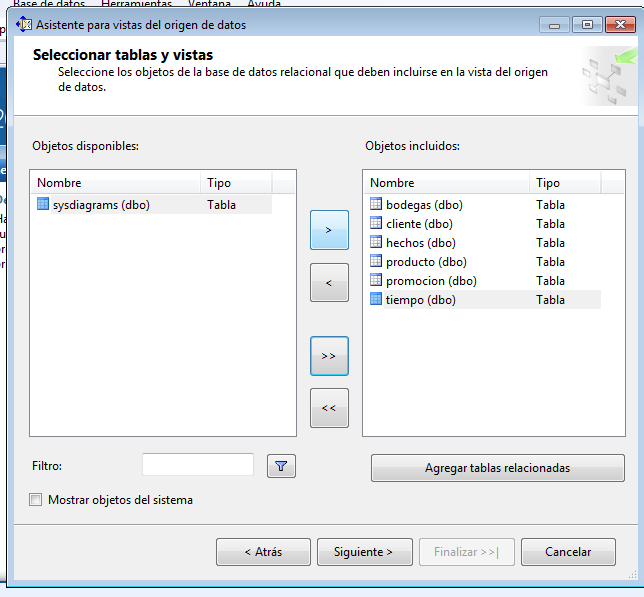 Base de datos Herramientas Ventana Ayuda
Asistente para vistas del origen de datos
Seleccionar tablas y vistas
Seleccione los objetos de la base de datos relacional que deben incluirse en la vista del origen
de datos.
Objetos disponibles:
Nombre Tipo
sysdiagrams (dbo) Tabla
>
<
>>
<<
Objetos incluidos:
Nombre Tipo
bodegas (dbo) Tabla
cliente (dbo) Tabla
hechos (dbo) Tabla
producto (dbo) Tabla
promocion (dbo) Tabla
tiempo (dbo) Tabla
Filtro:
Agregar tablas relacionadas
Mostrar objetos del sistema
< Atrás Siguiente > Finalizar >>| Cancelar